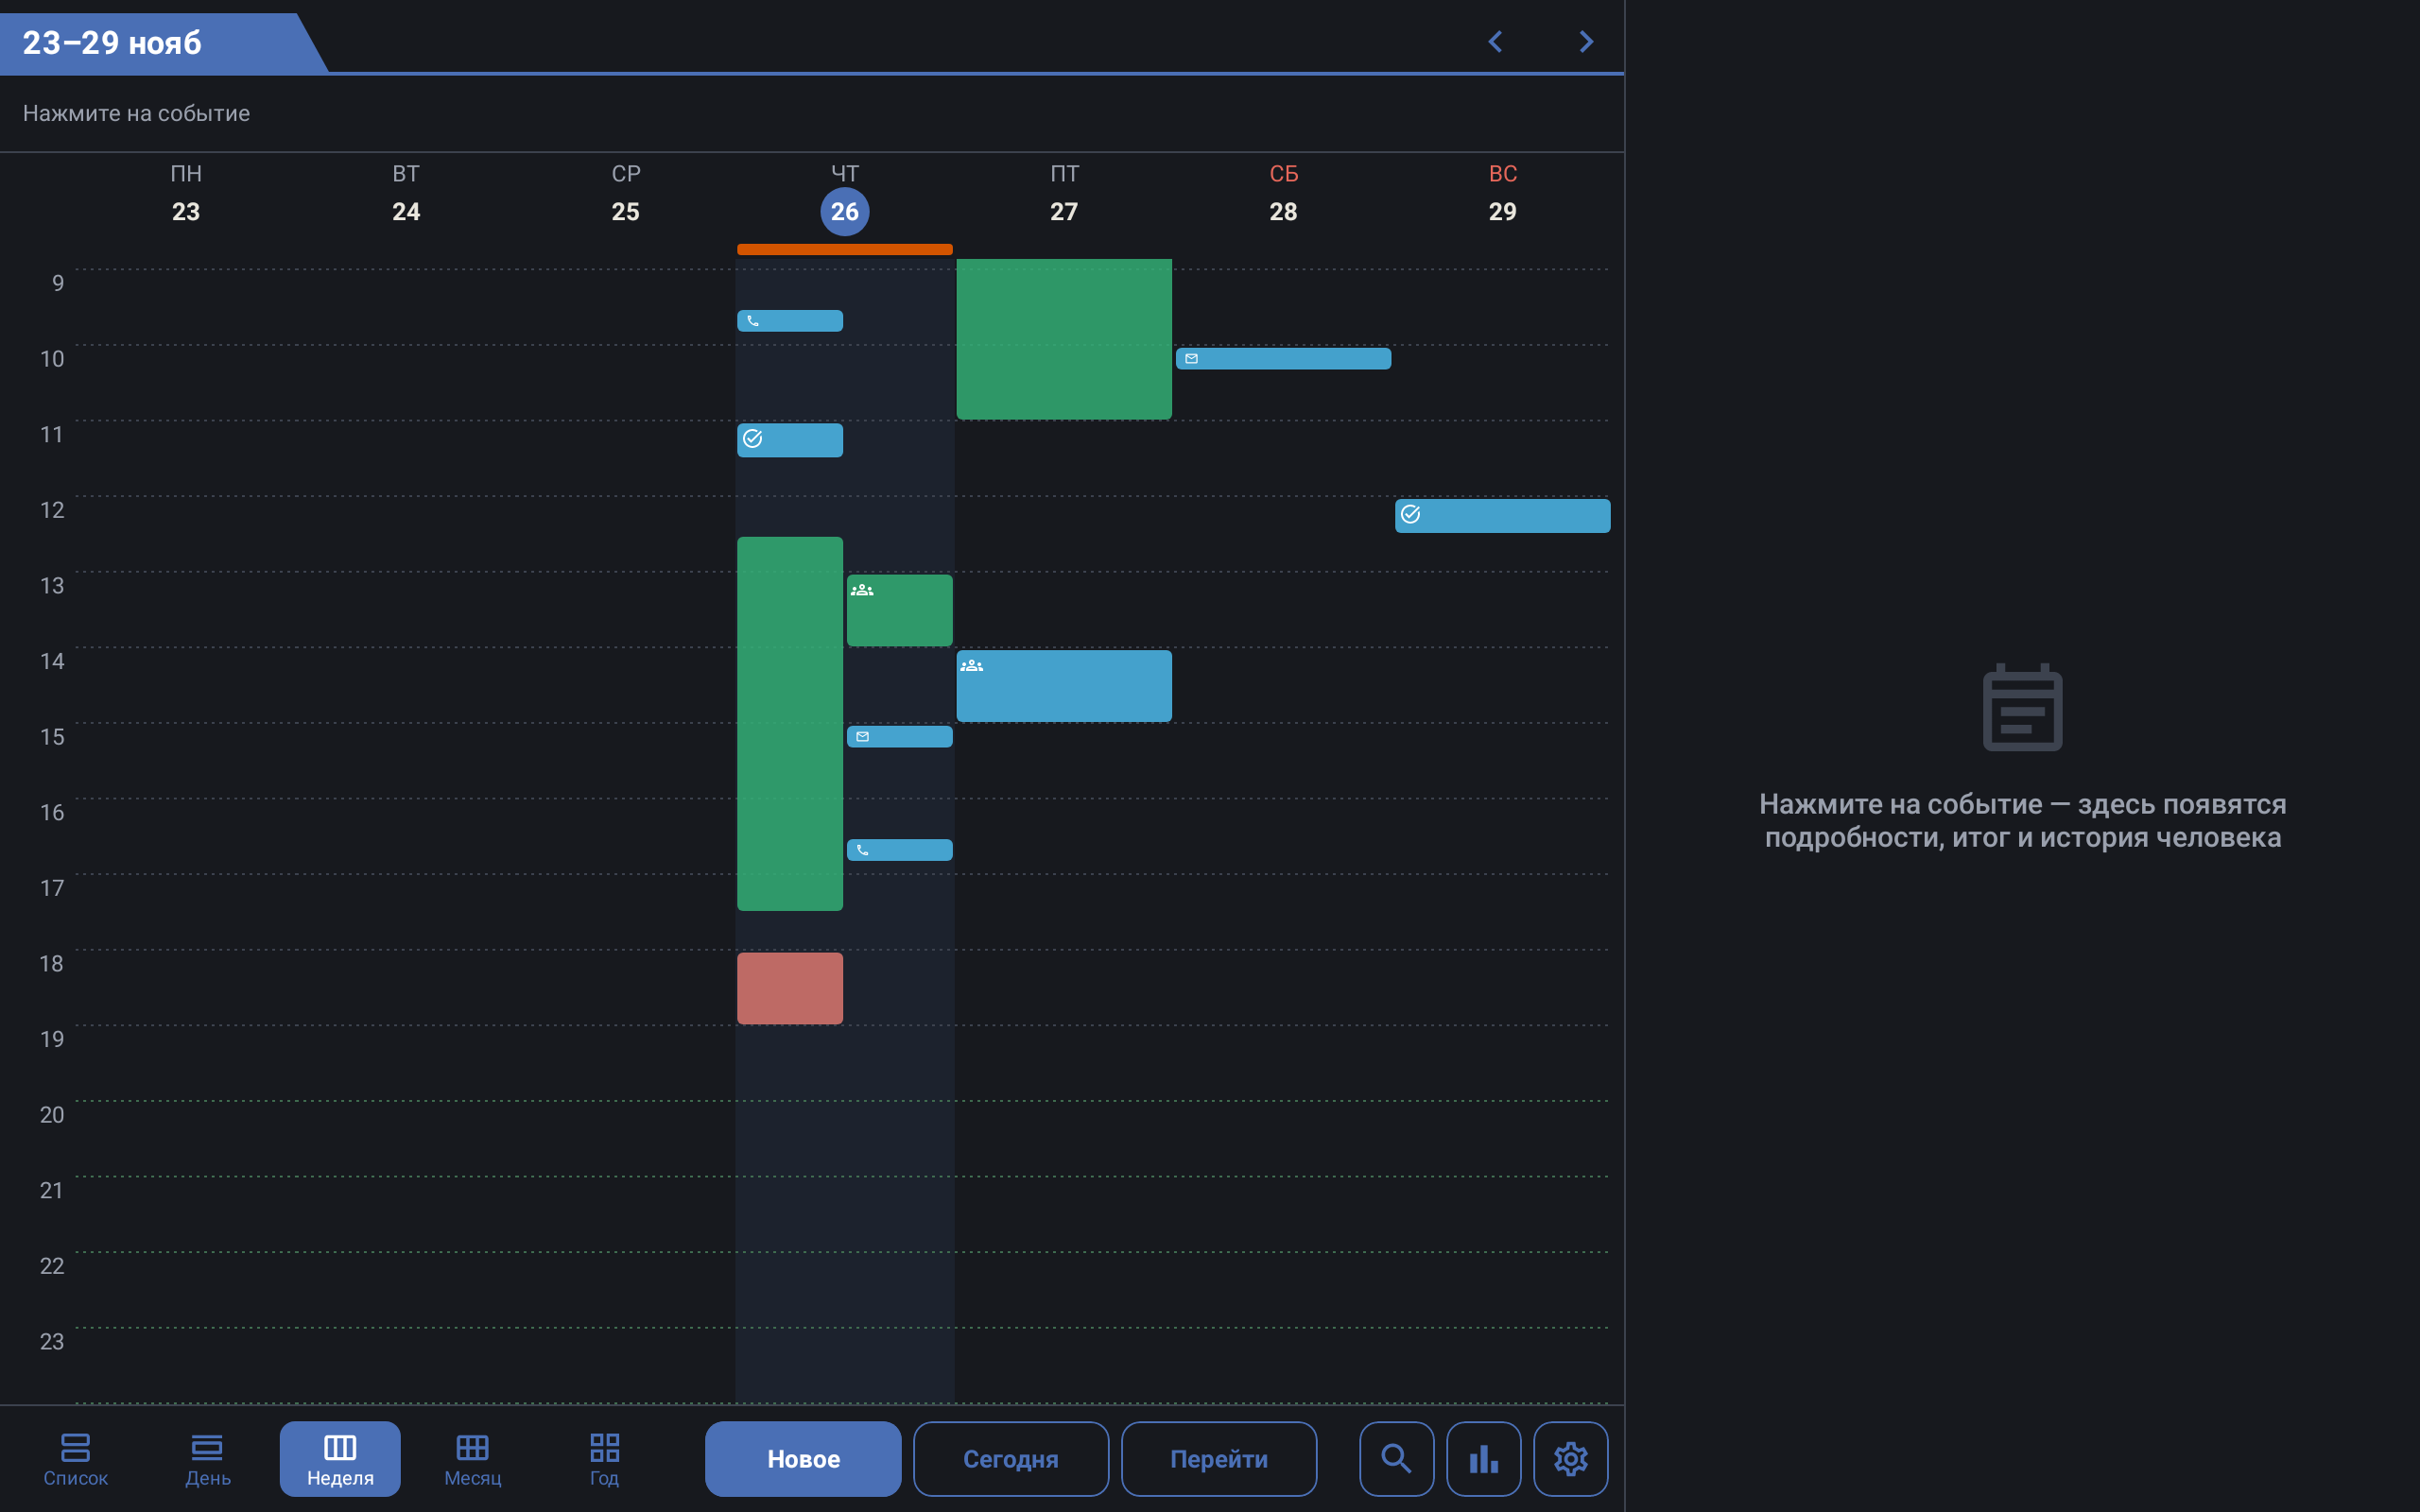 23–29 нояб
Нажмите на событие
ПН ВТ СР ЧТ ПТ СБ ВС
23 24 25 26 27 28 29
9
10
11
12
13
14
15
16
17
18
19
20
21
22
23
Нажмите на событие — здесь появятся
подробности, итог и история человека
Список День Неделя Месяц Год Новое Сегодня Перейти